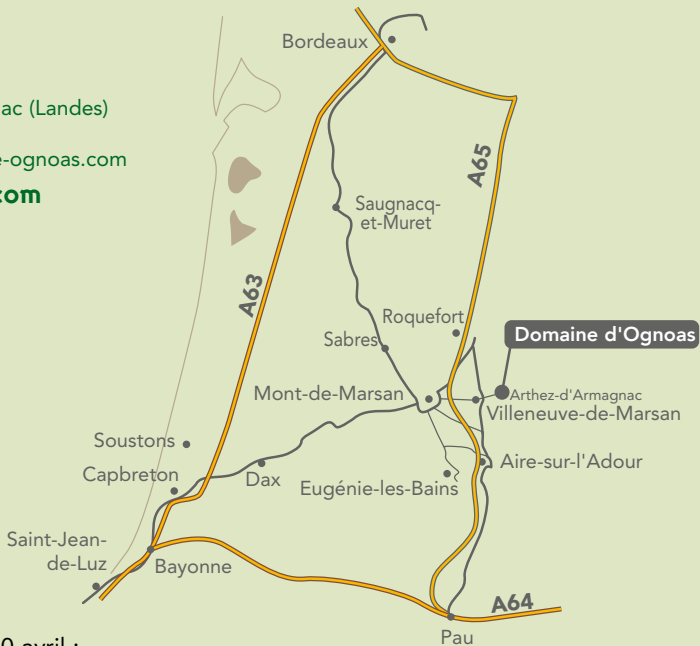 Bordeaux
ac (Landes)
e-ognoas.com
com
A65
Saugnacq-
et-Muret
A63
Roquefort
Sabres
Domaine d'Ognoas
Mont-de-Marsan
Arthez-d'Armagnac
Villeneuve-de-Marsan
Soustons
Aire-sur-l'Adour
Capbreton
Dax
Eugénie-les-Bains
Saint-Jean-
de-Luz
Bayonne
A64
Pau
0 avril :